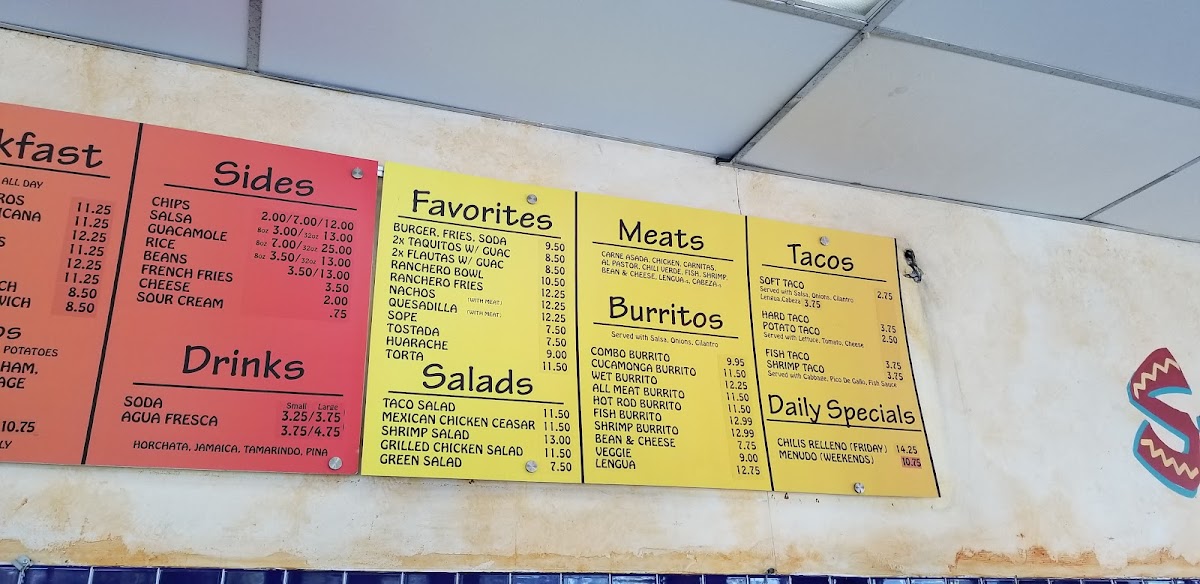 kfast
ALL DAY
ROS 11.25
ICANA 11.25
12.25
11.25
12.25
11.25
CH 8.50
WICH 8.50
OS
POTATOES
HAM,
AGE
10.75
LY
Sides
CHIPS 2.00/7.00/12.00
SALSA 8oz 3.00/32oz 13.00
GUACAMOLE 8oz 7.00/32oz 25.00
RICE 8oz 3.50/32oz 13.00
BEANS 3.50/13.00
FRENCH FRIES 3.50
CHEESE 2.00
SOUR CREAM .75
Drinks
Small Large
SODA 3.25/3.75
AGUA FRESCA 3.75/4.75
HORCHATA, JAMAICA, TAMARINDO, PINA
Favorites
BURGER, FRIES, SODA 9.50
2x TAQUITOS W/ GUAC 8.50
2x FLAUTAS W/ GUAC 8.50
RANCHERO BOWL 10.50
RANCHERO FRIES 12.25
NACHOS (WITH MEAT) 12.25
QUESADILLA (WITH MEAT) 12.25
SOPE 7.50
TOSTADA 7.50
HUARACHE 9.00
TORTA 11.50
Salads
TACO SALAD 11.50
MEXICAN CHICKEN CEASAR 11.50
SHRIMP SALAD 13.00
GRILLED CHICKEN SALAD 11.50
GREEN SALAD 7.50
Meats
CARNE ASADA, CHICKEN, CARNITAS,
AL PASTOR, CHILI VERDE, FISH, SHRIMP
BEAN & CHEESE, LENGUA, CABEZA
Burritos
Served with Salsa, Onions, Cilantro
COMBO BURRITO 9.95
CUCAMONGA BURRITO 11.50
WET BURRITO 12.25
ALL MEAT BURRITO 11.50
HOT ROD BURRITO 11.50
FISH BURRITO 12.99
SHRIMP BURRITO 12.99
BEAN & CHEESE 7.75
VEGGIE 9.00
LENGUA 12.75
Tacos
SOFT TACO 2.75
Served with Salsa, Onions, Cilantro
Lengua, Cabeza 3.75
HARD TACO 3.75
POTATO TACO 2.50
Served with Lettuce, Tomato, Cheese
FISH TACO 3.75
SHRIMP TACO 3.75
Served with Cabbage, Pico De Gallo, Fish Sauce
Daily Specials
CHILIS RELLENO (FRIDAY) 14.25
MENUDO (WEEKENDS) 10.75
S